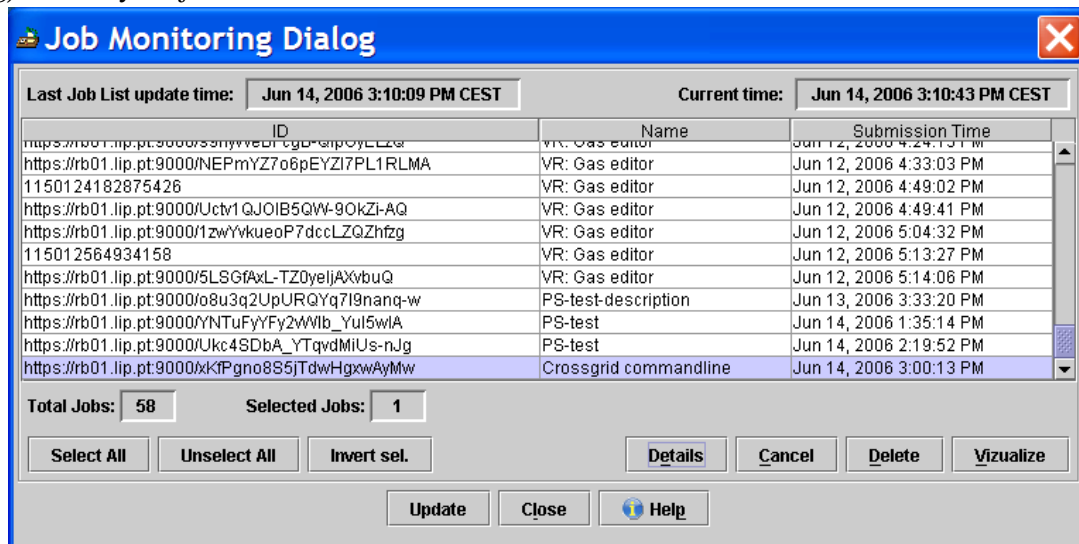 Job Monitoring Dialog
Last Job List update time: Jun 14, 2006 3:10:09 PM CEST Current time: Jun 14, 2006 3:10:43 PM CEST
ID Name Submission Time
VR: Gas editor Jun 12, 2006
https://rb01.lip.pt:9000/NEPmYZ7o6pEYZl7PL1RLMA VR: Gas editor Jun 12, 2006 4:33:03 PM
1150124182875426 VR: Gas editor Jun 12, 2006 4:49:02 PM
https://rb01.lip.pt:9000/Uctv1QJOIB5QW-9OkZi-AQ VR: Gas editor Jun 12, 2006 4:49:41 PM
https://rb01.lip.pt:9000/1zwYvkueoP7dccLZQZhfzg VR: Gas editor Jun 12, 2006 5:04:32 PM
115012564934158 VR: Gas editor Jun 12, 2006 5:13:27 PM
https://rb01.lip.pt:9000/5LSGfAxL-TZ0yeljAXvbuQ VR: Gas editor Jun 12, 2006 5:14:06 PM
https://rb01.lip.pt:9000/o8u3q2UpURQYq7l9nanq-w PS-test-description Jun 13, 2006 3:33:20 PM
https://rb01.lip.pt:9000/YNTuFyYFy2WWlb_Yul5wlA PS-test Jun 14, 2006 1:35:14 PM
https://rb01.lip.pt:9000/Ukc4SDbA_YTqvdMiUs-nJg PS-test Jun 14, 2006 2:19:52 PM
https://rb01.lip.pt:9000/xKfPgno8S5jTdwHgxwAyMw Crossgrid commandline Jun 14, 2006 3:00:13 PM
Total Jobs: 58 Selected Jobs: 1
Select All Unselect All Invert sel. Details Cancel Delete Vizualize
Update Close Help